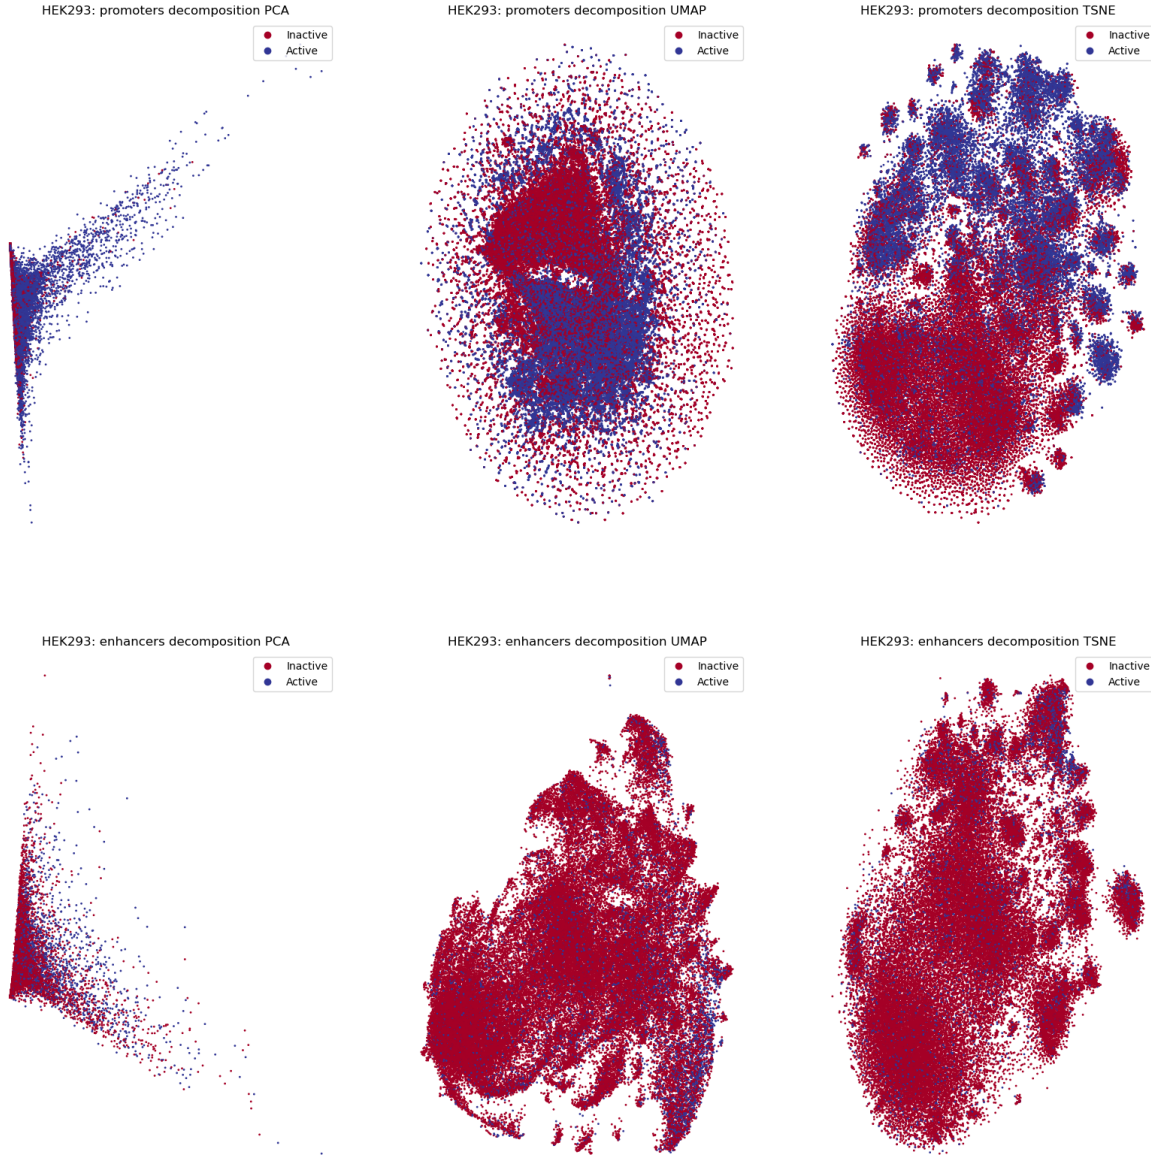 HEK293: promoters decomposition PCA
Inactive
Active
HEK293: promoters decomposition UMAP
Inactive
Active
HEK293: promoters decomposition TSNE
Inactive
Active
HEK293: enhancers decomposition PCA
Inactive
Active
HEK293: enhancers decomposition UMAP
Inactive
Active
HEK293: enhancers decomposition TSNE
Inactive
Active